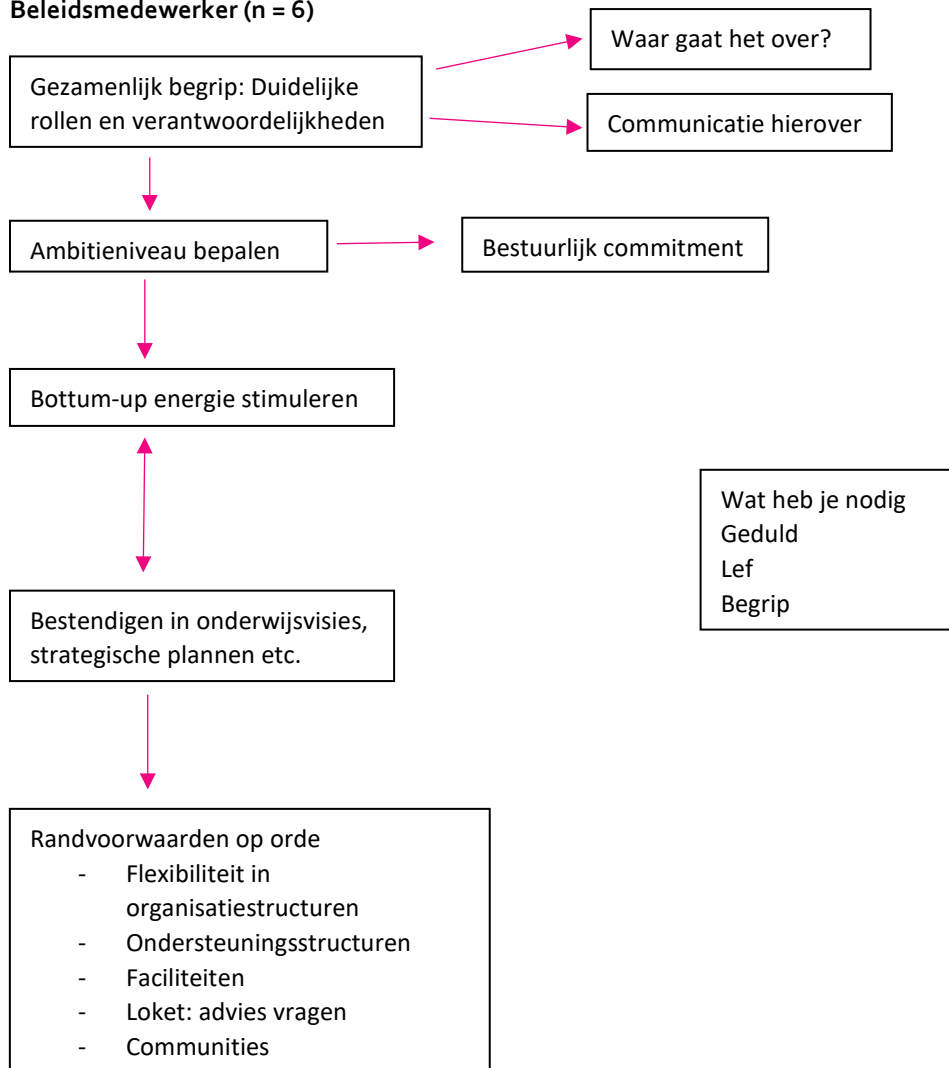 Beleidsmedewerker (n = 6)
Waar gaat het over?
Gezamenlijk begrip: Duidelijke
rollen en verantwoordelijkheden
Communicatie hierover
Ambitieniveau bepalen
Bestuurlijk commitment
Bottum-up energie stimuleren
Wat heb je nodig
Geduld
Lef
Begrip
Bestendigen in onderwijsvisies,
strategische plannen etc.
Randvoorwaarden op orde
- Flexibiliteit in
organisatiestructuren
- Ondersteuningsstructuren
- Faciliteiten
- Loket: advies vragen
- Communities